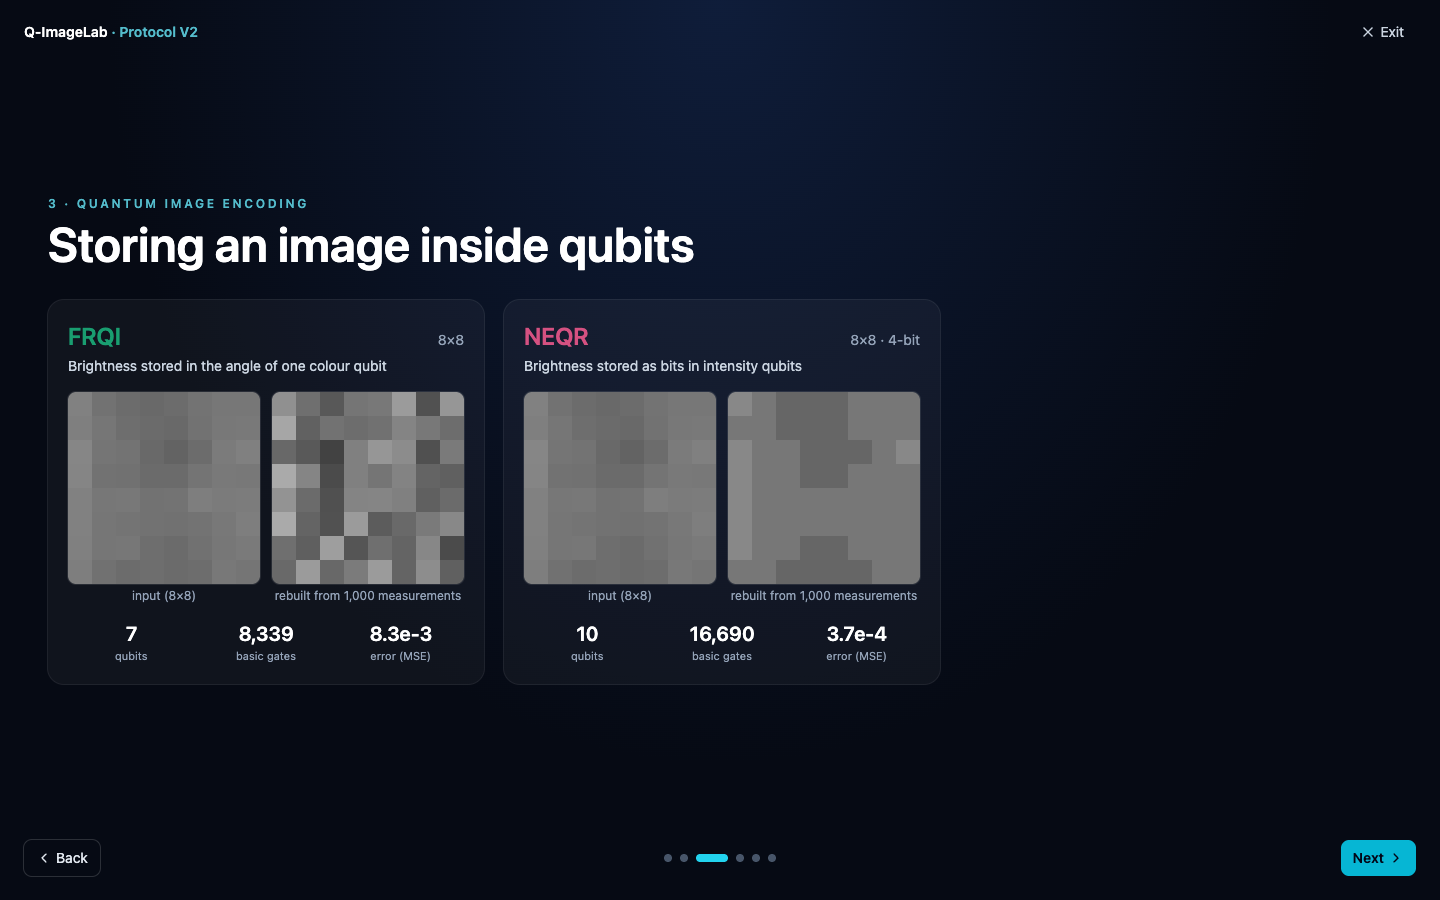 Q-ImageLab · Protocol V2
Exit
3 · QUANTUM IMAGE ENCODING
Storing an image inside qubits
FRQI
8×8
Brightness stored in the angle of one colour qubit
input (8×8)
rebuilt from 1,000 measurements
7
8,339
8.3e-3
qubits
basic gates
error (MSE)
NEQR
8×8 · 4-bit
Brightness stored as bits in intensity qubits
input (8×8)
rebuilt from 1,000 measurements
10
16,690
3.7e-4
qubits
basic gates
error (MSE)
Back
Next